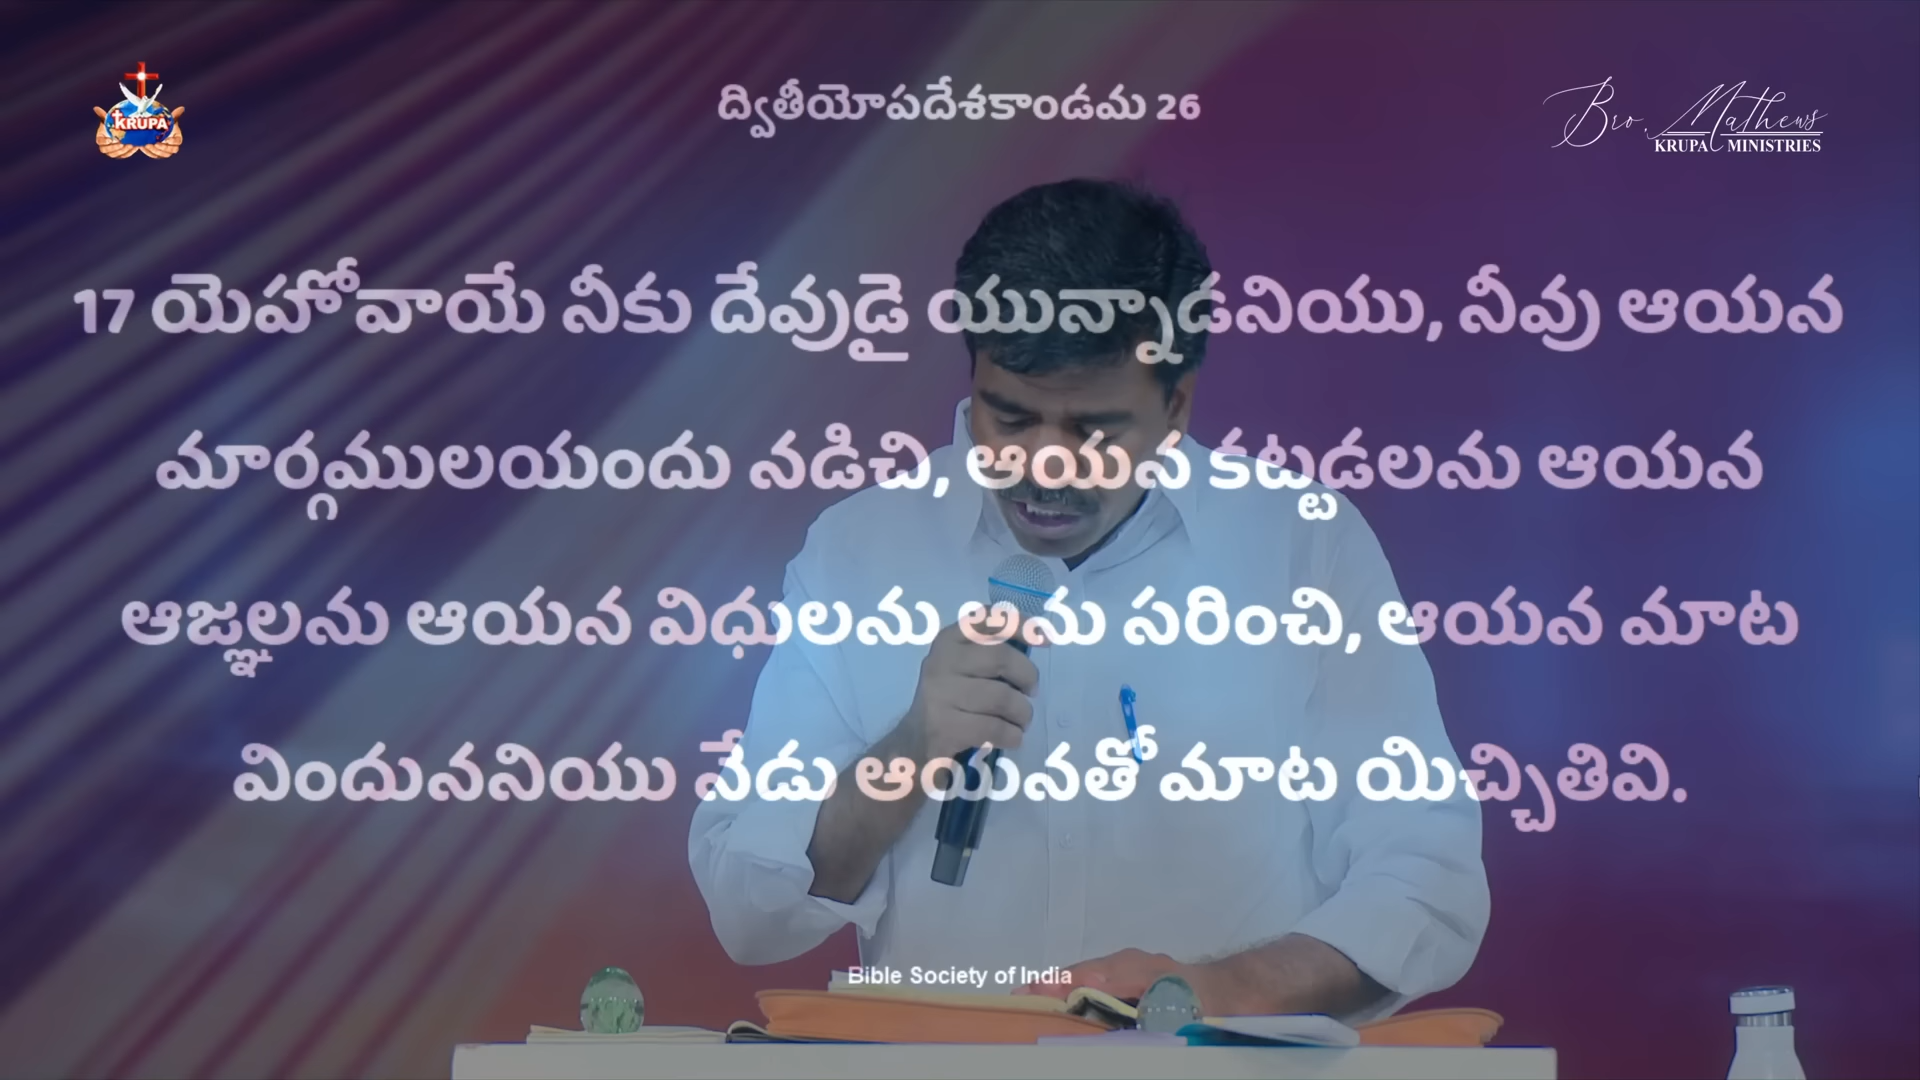 KRUPA
ద్వితీయోపదేశకాండమ 26
Bro. Mathews
KRUPA MINISTRIES
17 యెహోవాయే నీకు దేవుడై యున్నాడనియు, నీవు ఆయన
మార్గములయందు నడిచి, ఆయన కట్టడలను ఆయన
ఆజ్ఞలను ఆయన విధులను అను సరించి, ఆయన మాట
విందుననియు నేడు ఆయనతో మాట యిచ్చితివి.
Bible Society of India